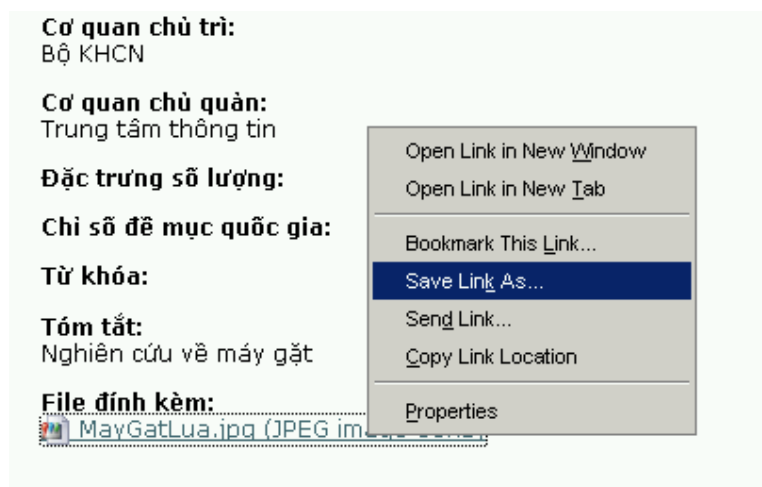 Cơ quan chủ trì:
Bộ KHCN
Cơ quan chủ quản:
Trung tâm thông tin
Đặc trưng số lượng:
Chỉ số đề mục quốc gia:
Từ khóa:
Tóm tắt:
Nghiên cứu về máy gặt
File đính kèm:
MayGatLua.jpg (JPEG
Open Link in New Window
Open Link in New Tab
Bookmark This Link...
Save Link As...
Send Link...
Copy Link Location
Properties